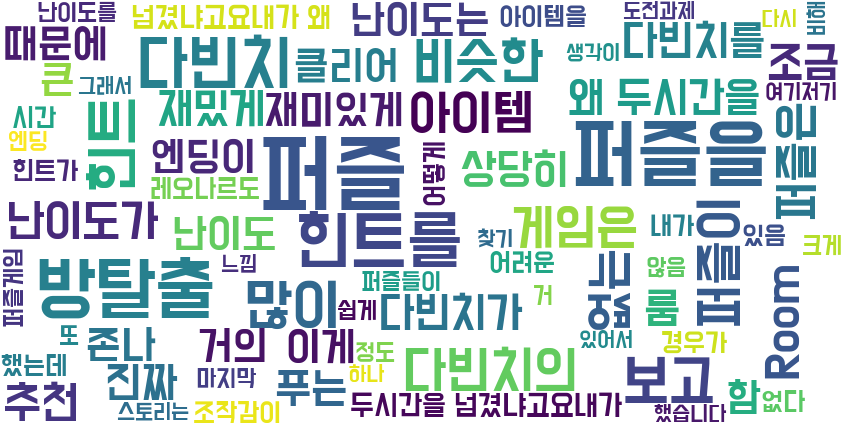 난이도를 넘겼냐고요내가 왜 난이도는 아이템을 도전과제 다시 비해
때문에 다빈치 클리어 비슷한 생각이 다빈치를 조금
큰 그래서 재밌게 재미있게 아이템 왜 두시간을 여기저기
시간 힌트
엔딩 엔딩이 퍼즐 어떻게 상당히 퍼즐을 퍼즐은
힌트가 레오나르도
난이도가 난이도 힌트를 게임은 퍼즐이 내가 있음
찾기 크게
퍼즐게임 방탈출 느낌 퍼즐들이 어려운 없는 않음
많이 쉽게 다빈치가 거 룸 Room
또 존나 거의 이게 정도 있어서 경우가
했는데 진짜 마지막 푸는 하나 다빈치의 보고
추천 스토리는 조작감이 두시간을 넘겼냐고요내가 했습니다 함 없다